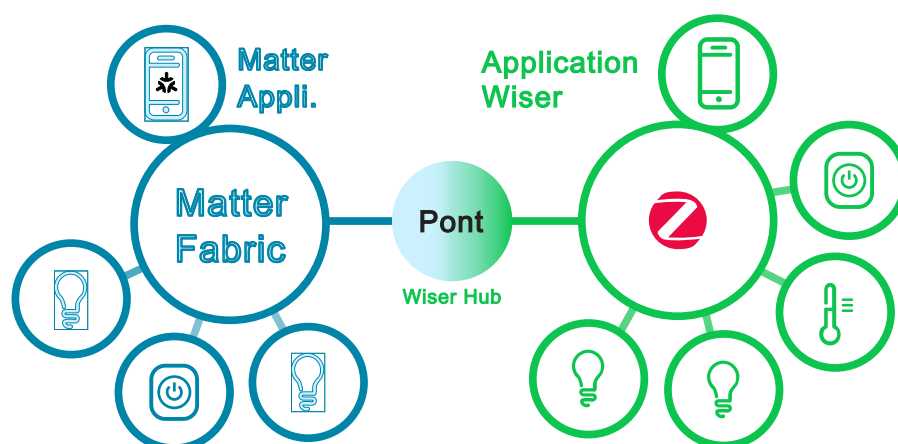 Matter
Appli.
Application
Wiser
Matter
Fabric
Pont
Wiser Hub